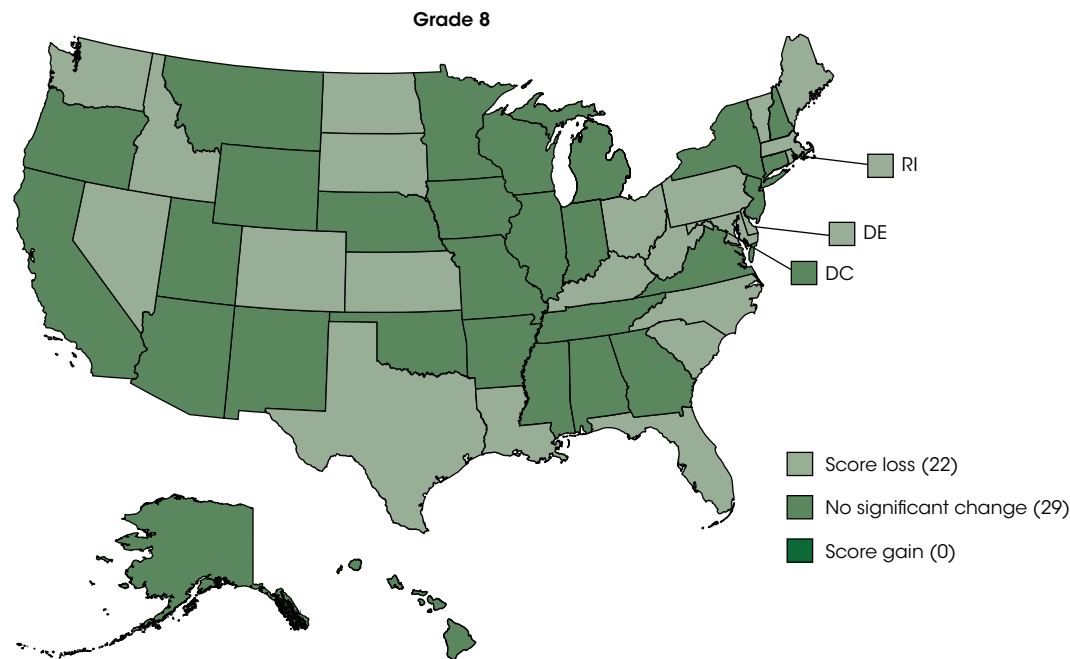 Grade 8
RI
DE
DC
Score loss (22)
No significant change (29)
Score gain (0)